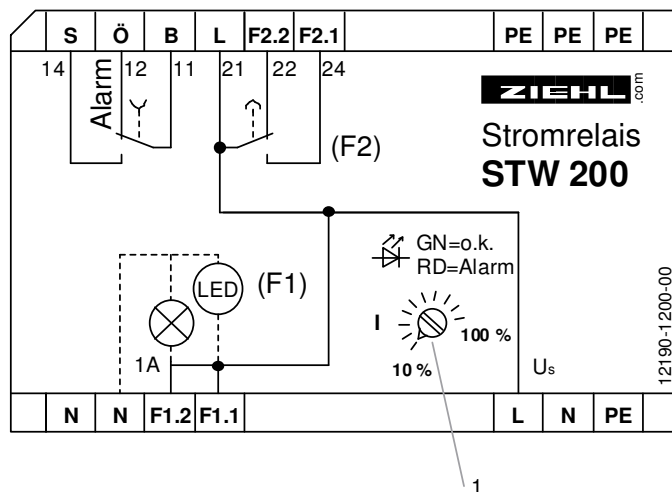 S Ö B L F2.2 F2.1 PE PE PE
14 12 11 21 22 24
Alarm
ZIEHL.com
Stromrelais
STW 200
(F2)
GN=o.k.
RD=Alarm
LED (F1)
I
100 %
10 %
1A
Us
12190-1200-00
N N F1.2 F1.1 L N PE
1